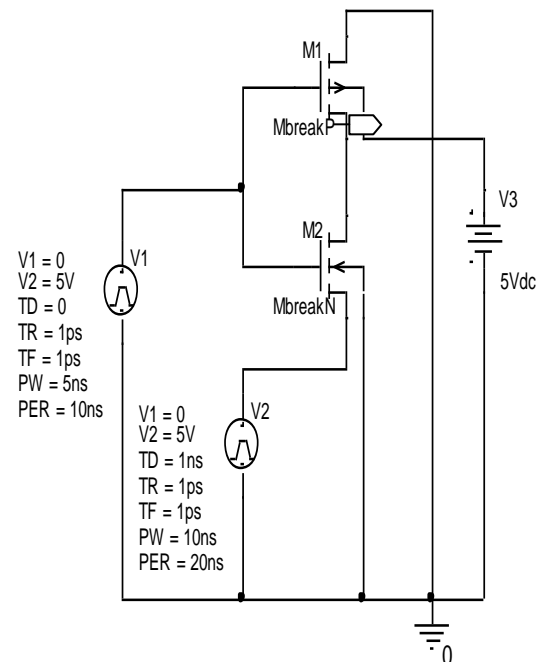 M1
MbreakP
V3
5Vdc
M2
MbreakN
V1
V1 = 0
V2 = 5V
TD = 0
TR = 1ps
TF = 1ps
PW = 5ns
PER = 10ns
V2
V1 = 0
V2 = 5V
TD = 1ns
TR = 1ps
TF = 1ps
PW = 10ns
PER = 20ns
0